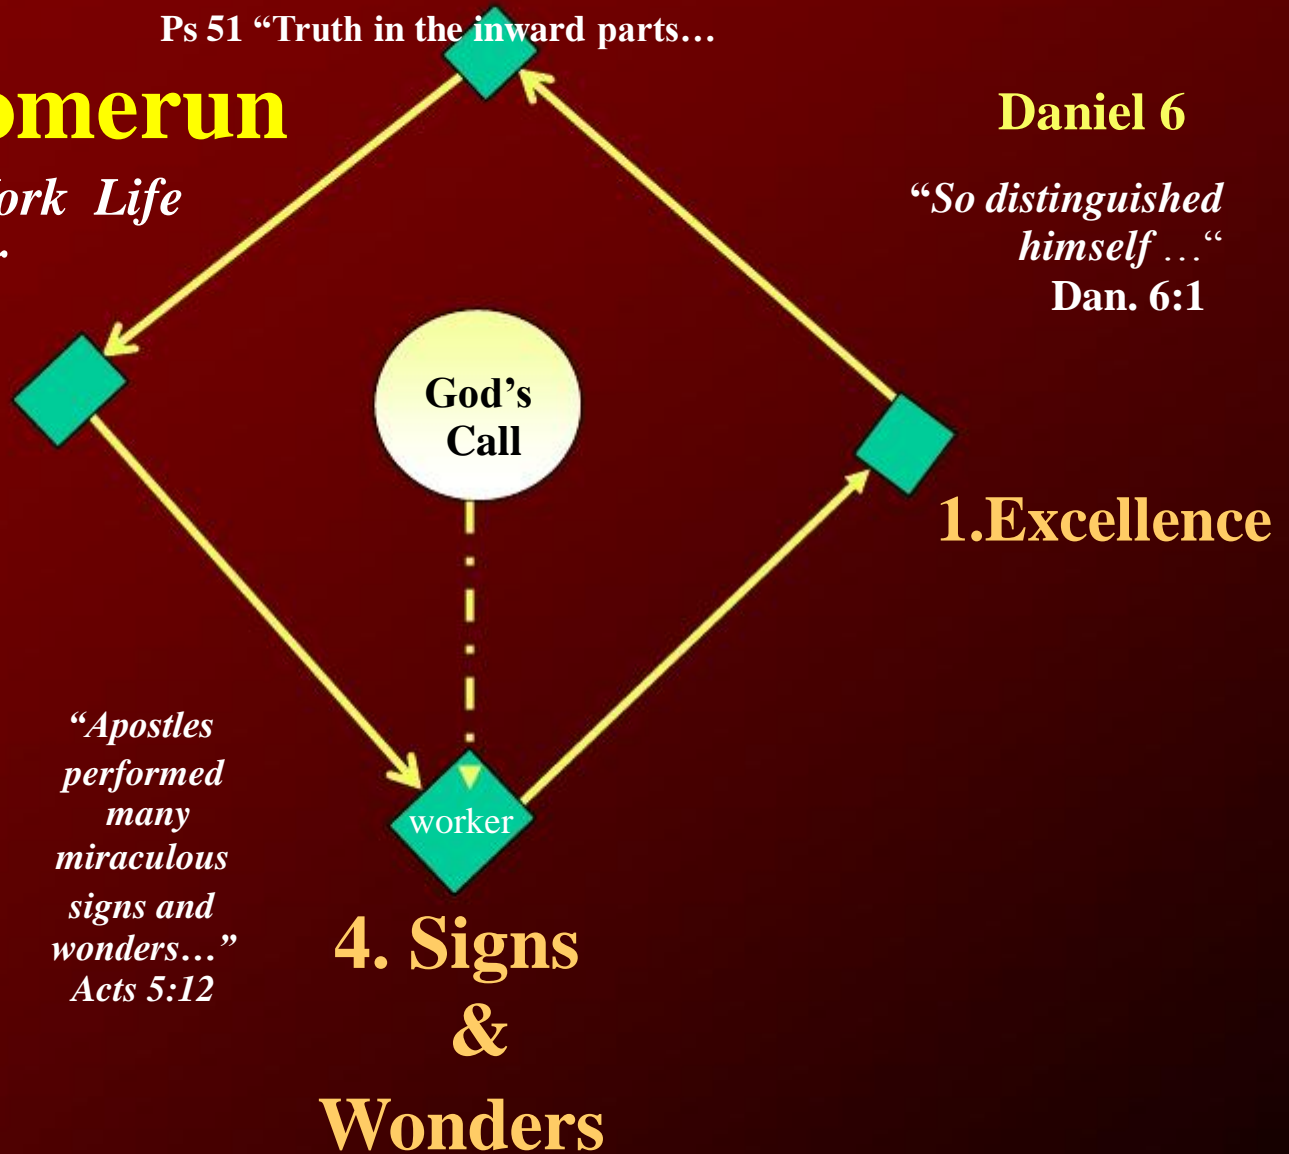 Ps 51 “Truth in the inward parts…
omerun
ork Life
Daniel 6
“So distinguished
himself …“
Dan. 6:1
God’s
Call
1.Excellence
worker
“Apostles
performed
many
miraculous
signs and
wonders…”
Acts 5:12
4. Signs
&
Wonders